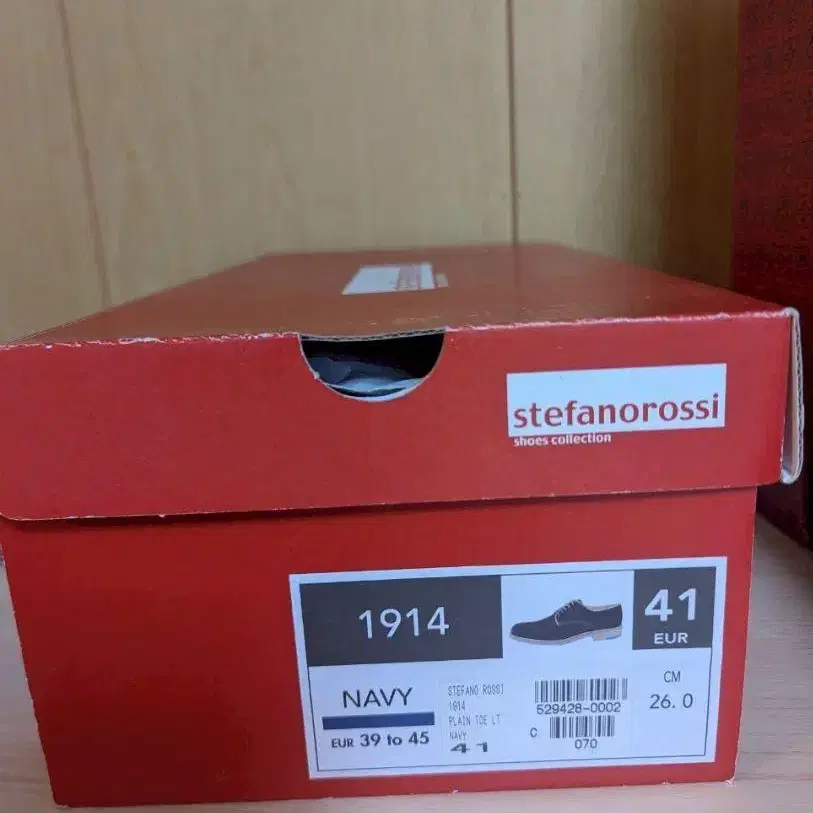 stefanorossi
shoes collection
1914
41
EUR
NAVY
EUR 39 to 45
STEFANO ROSSI
1914
PLAIN TOE LT
NAVY
41
529428-0002
C
070
CM
26.0